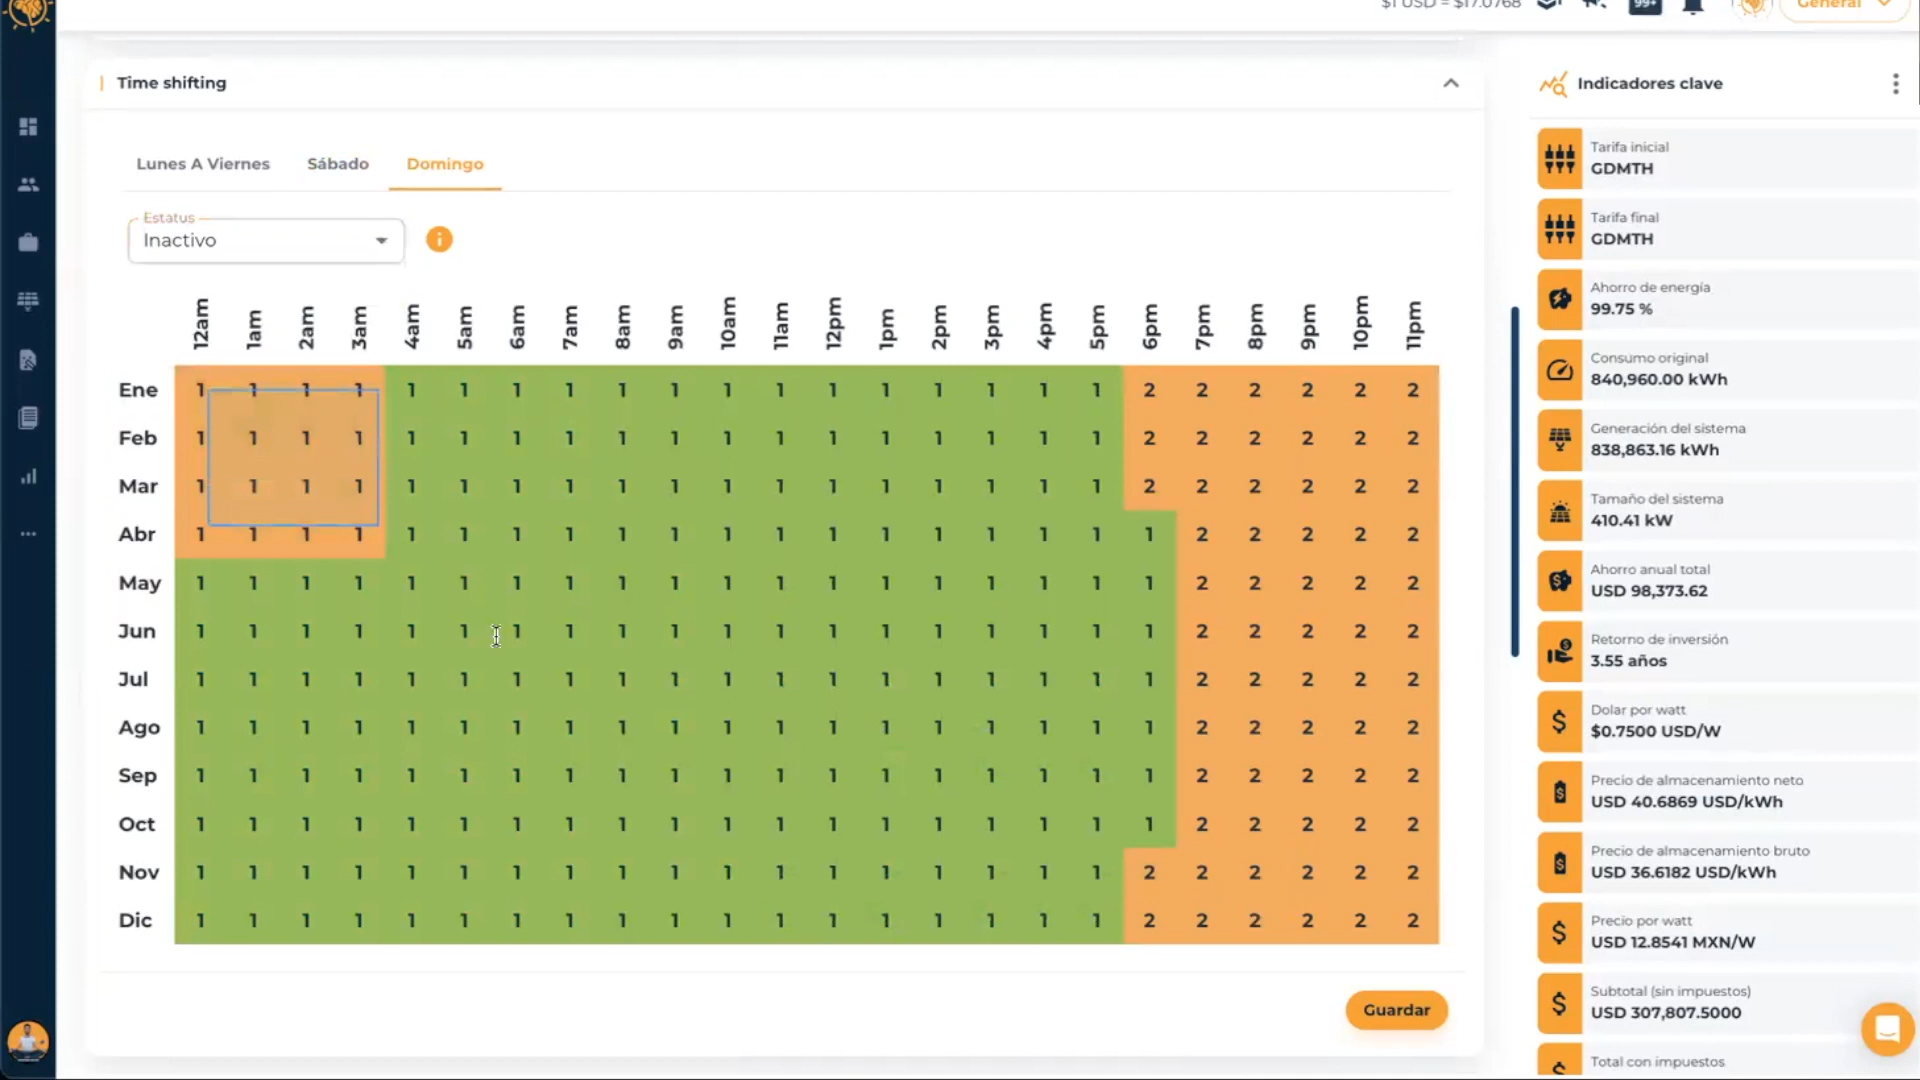 $1 USD = $17.0768
99+
General
Time shifting
Lunes A Viernes Sábado Domingo
Estatus
Inactivo
i
12am 1am 2am 3am 4am 5am 6am 7am 8am 9am 10am 11am 12pm 1pm 2pm 3pm 4pm 5pm 6pm 7pm 8pm 9pm 10pm 11pm
Ene 1 1 1 1 1 1 1 1 1 1 1 1 1 1 1 1 1 1 2 2 2 2 2 2
Feb 1 1 1 1 1 1 1 1 1 1 1 1 1 1 1 1 1 1 2 2 2 2 2 2
Mar 1 1 1 1 1 1 1 1 1 1 1 1 1 1 1 1 1 1 2 2 2 2 2 2
Abr 1 1 1 1 1 1 1 1 1 1 1 1 1 1 1 1 1 1 1 2 2 2 2 2
May 1 1 1 1 1 1 1 1 1 1 1 1 1 1 1 1 1 1 1 2 2 2 2 2
Jun 1 1 1 1 1 1 1 1 1 1 1 1 1 1 1 1 1 1 1 2 2 2 2 2
Jul 1 1 1 1 1 1 1 1 1 1 1 1 1 1 1 1 1 1 1 2 2 2 2 2
Ago 1 1 1 1 1 1 1 1 1 1 1 1 1 1 1 1 1 1 1 2 2 2 2 2
Sep 1 1 1 1 1 1 1 1 1 1 1 1 1 1 1 1 1 1 1 2 2 2 2 2
Oct 1 1 1 1 1 1 1 1 1 1 1 1 1 1 1 1 1 1 1 2 2 2 2 2
Nov 1 1 1 1 1 1 1 1 1 1 1 1 1 1 1 1 1 1 2 2 2 2 2 2
Dic 1 1 1 1 1 1 1 1 1 1 1 1 1 1 1 1 1 1 2 2 2 2 2 2
Guardar
Indicadores clave
Tarifa inicial
GDMTH
Tarifa final
GDMTH
Ahorro de energía
99.75 %
Consumo original
840,960.00 kWh
Generación del sistema
838,863.16 kWh
Tamaño del sistema
410.41 kW
Ahorro anual total
USD 98,373.62
Retorno de inversión
3.55 años
Dolar por watt
$0.7500 USD/W
Precio de almacenamiento neto
USD 40.6869 USD/kWh
Precio de almacenamiento bruto
USD 36.6182 USD/kWh
Precio por watt
USD 12.8541 MXN/W
Subtotal (sin impuestos)
USD 307,807.5000
Total con impuestos